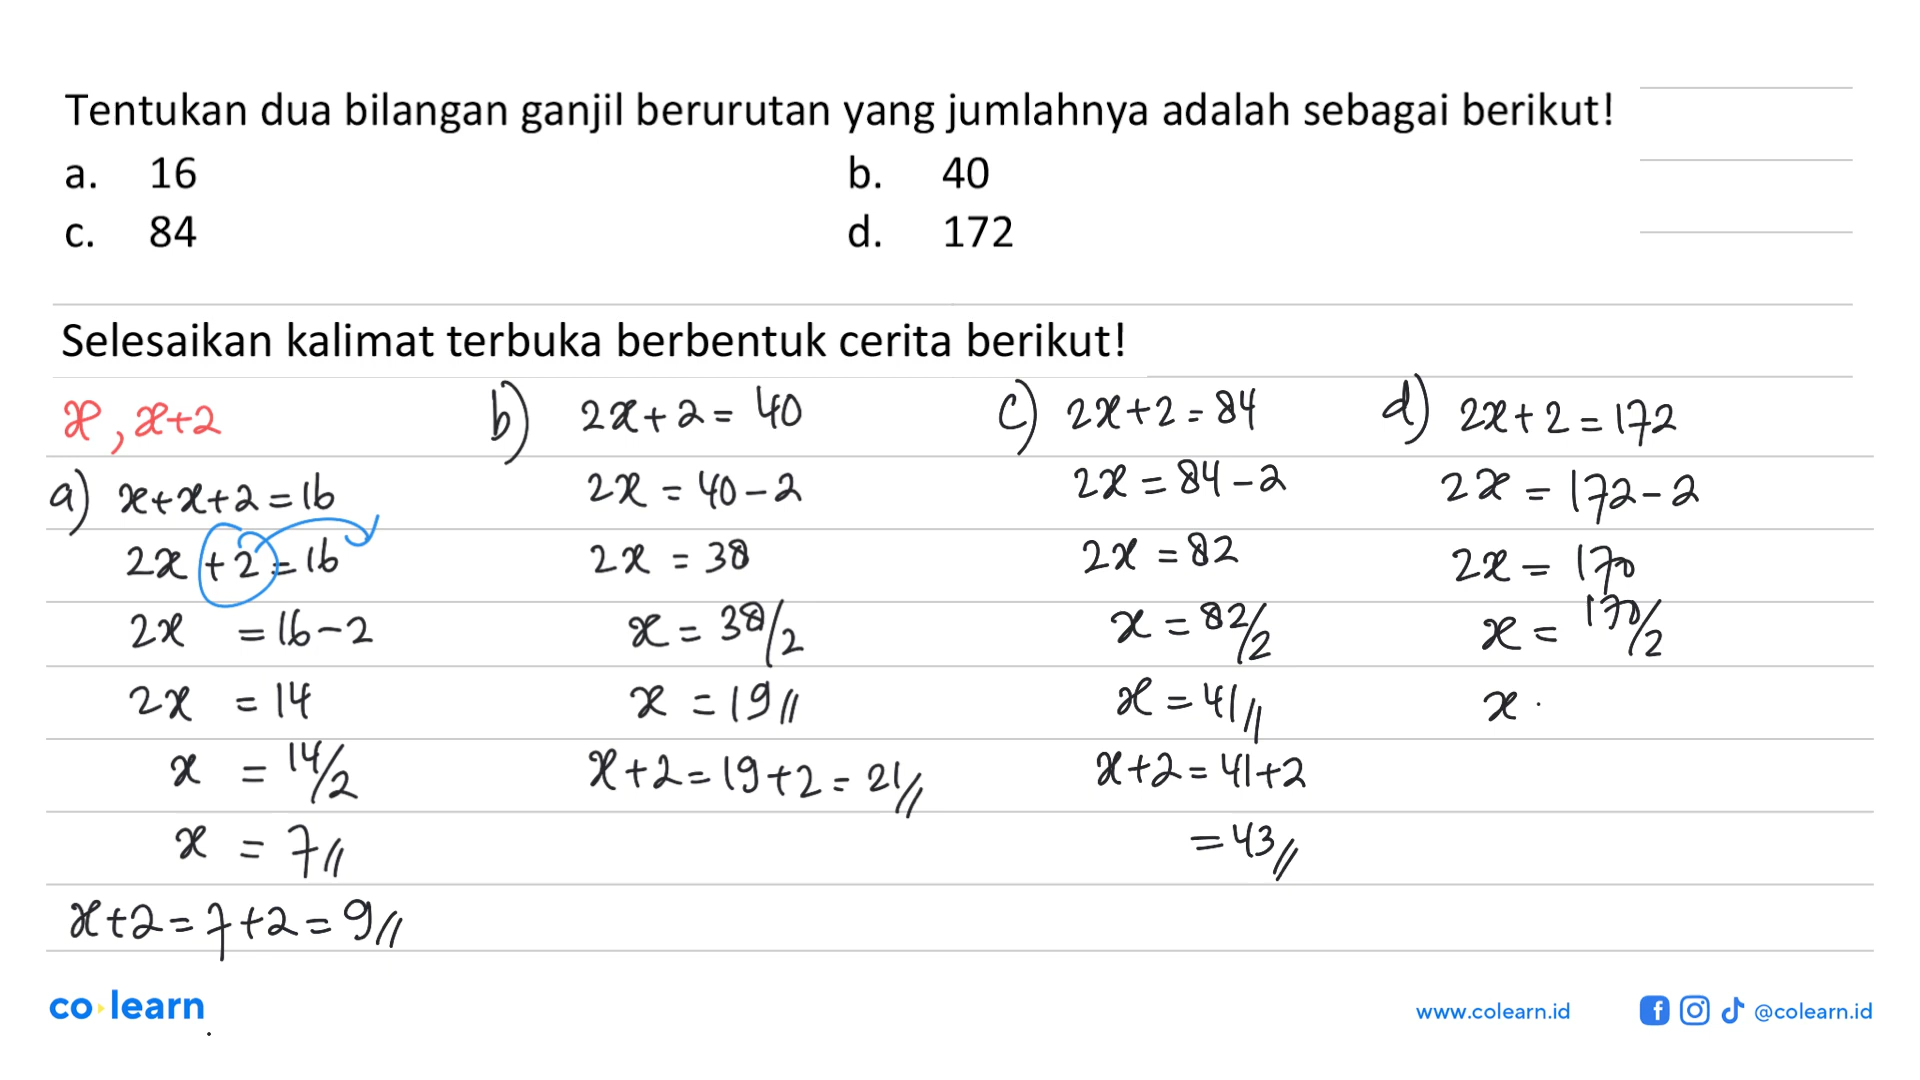 Tentukan dua bilangan ganjil berurutan yang jumlahnya adalah sebagai berikut!
a. 16 b. 40
c. 84 d. 172
Selesaikan kalimat terbuka berbentuk cerita berikut!
x, x+2
a) x+x+2=16
2x+2=16
2x =16-2
2x =14
x =14/2
x =7//
x+2=7+2=9//
b) 2x+2=40
2x=40-2
2x=38
x=38/2
x=19//
x+2=19+2=21//
c) 2x+2=84
2x=84-2
2x=82
x=82/2
x=41//
x+2=41+2
=43//
d) 2x+2=172
2x=172-2
2x=170
x=170/2
x
co learn
www.colearn.id @colearn.id